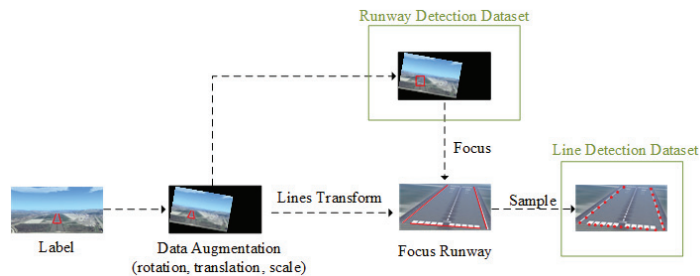 Runway Detection Dataset
Focus
Line Detection Dataset
Lines Transform
Sample
Label
Data Augmentation
(rotation, translation, scale)
Focus Runway